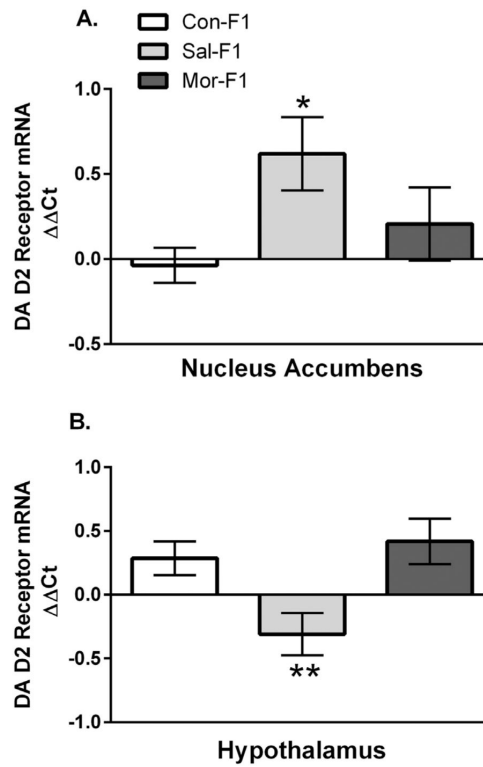 A.
Con-F1
Sal-F1
Mor-F1
DA D2 Receptor mRNA
ΔΔCt
1.0
0.5
0.0
-0.5
*
Nucleus Accumbens
B.
DA D2 Receptor mRNA
ΔΔCt
1.0
0.5
0.0
-0.5
-1.0
**
Hypothalamus